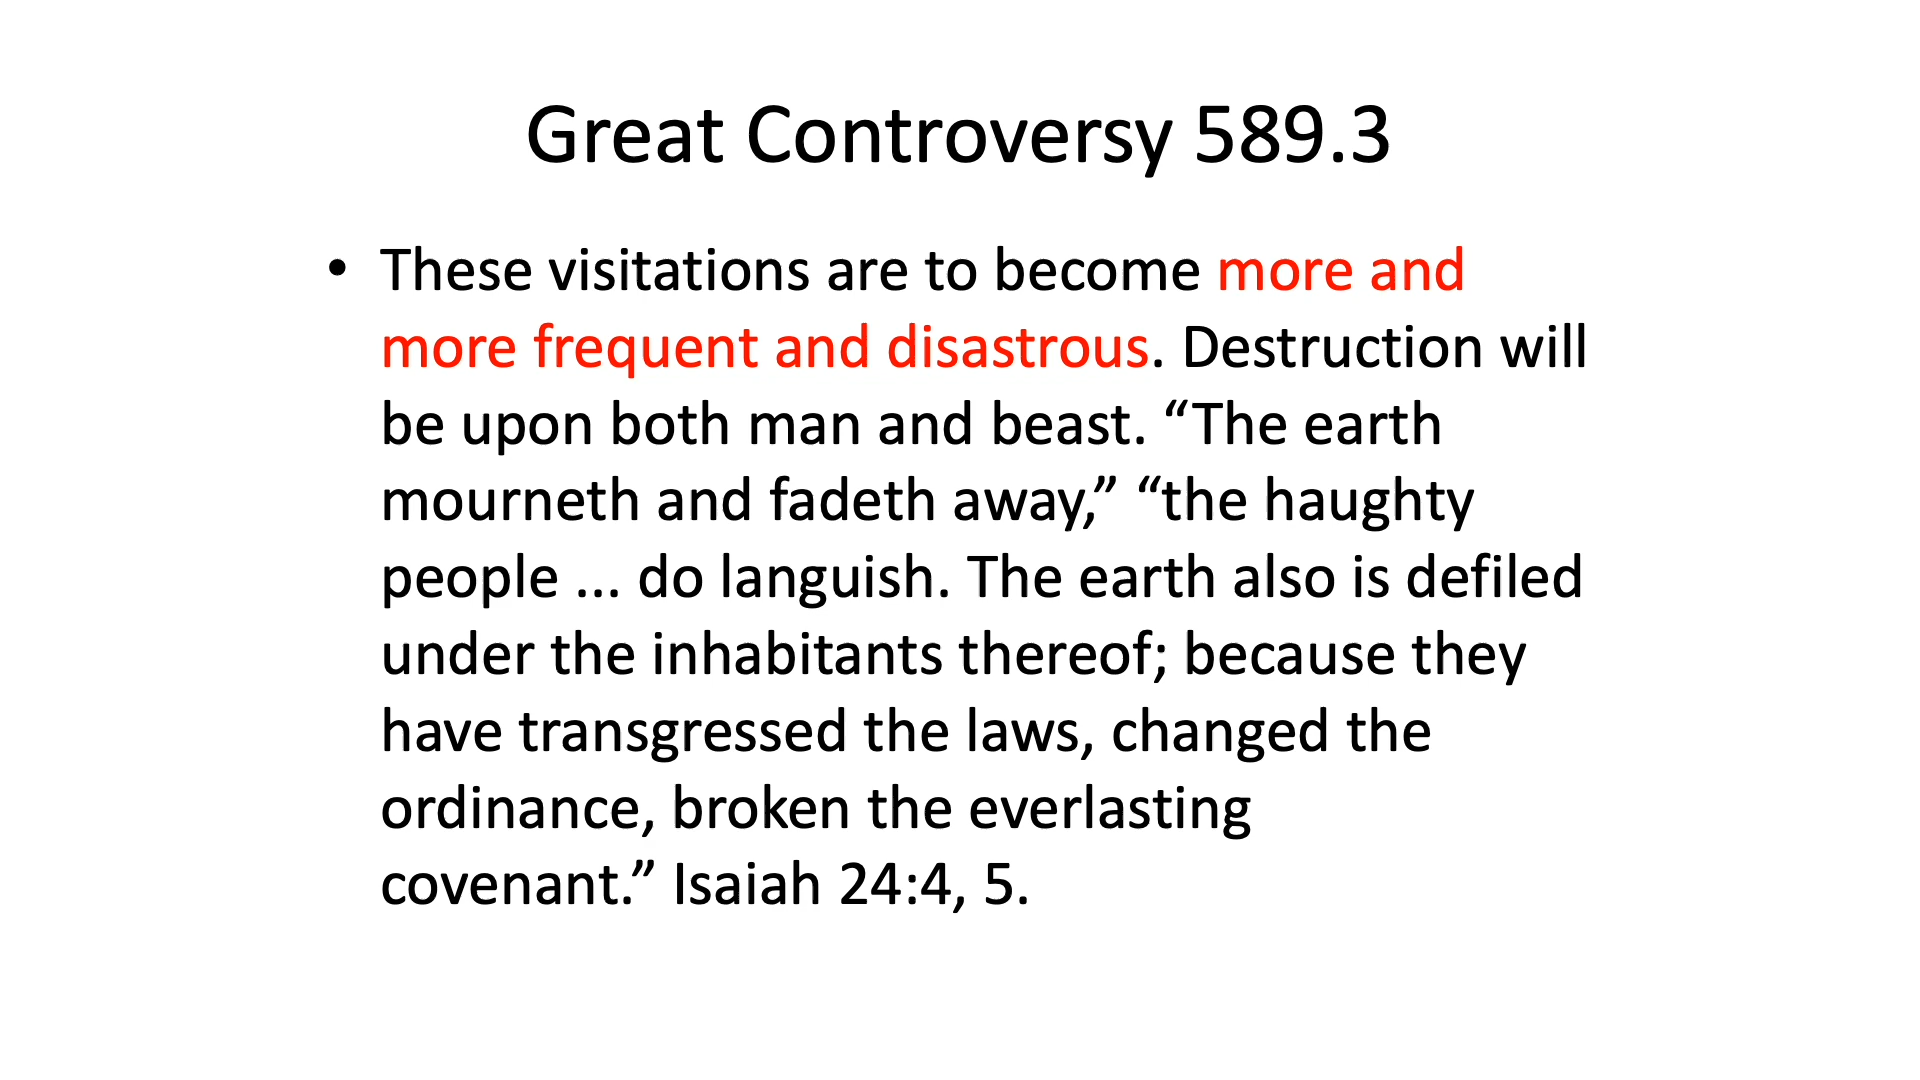 Great Controversy 589.3
• These visitations are to become more and
more frequent and disastrous. Destruction will
be upon both man and beast. “The earth
mourneth and fadeth away,” “the haughty
people ... do languish. The earth also is defiled
under the inhabitants thereof; because they
have transgressed the laws, changed the
ordinance, broken the everlasting
covenant.” Isaiah 24:4, 5.